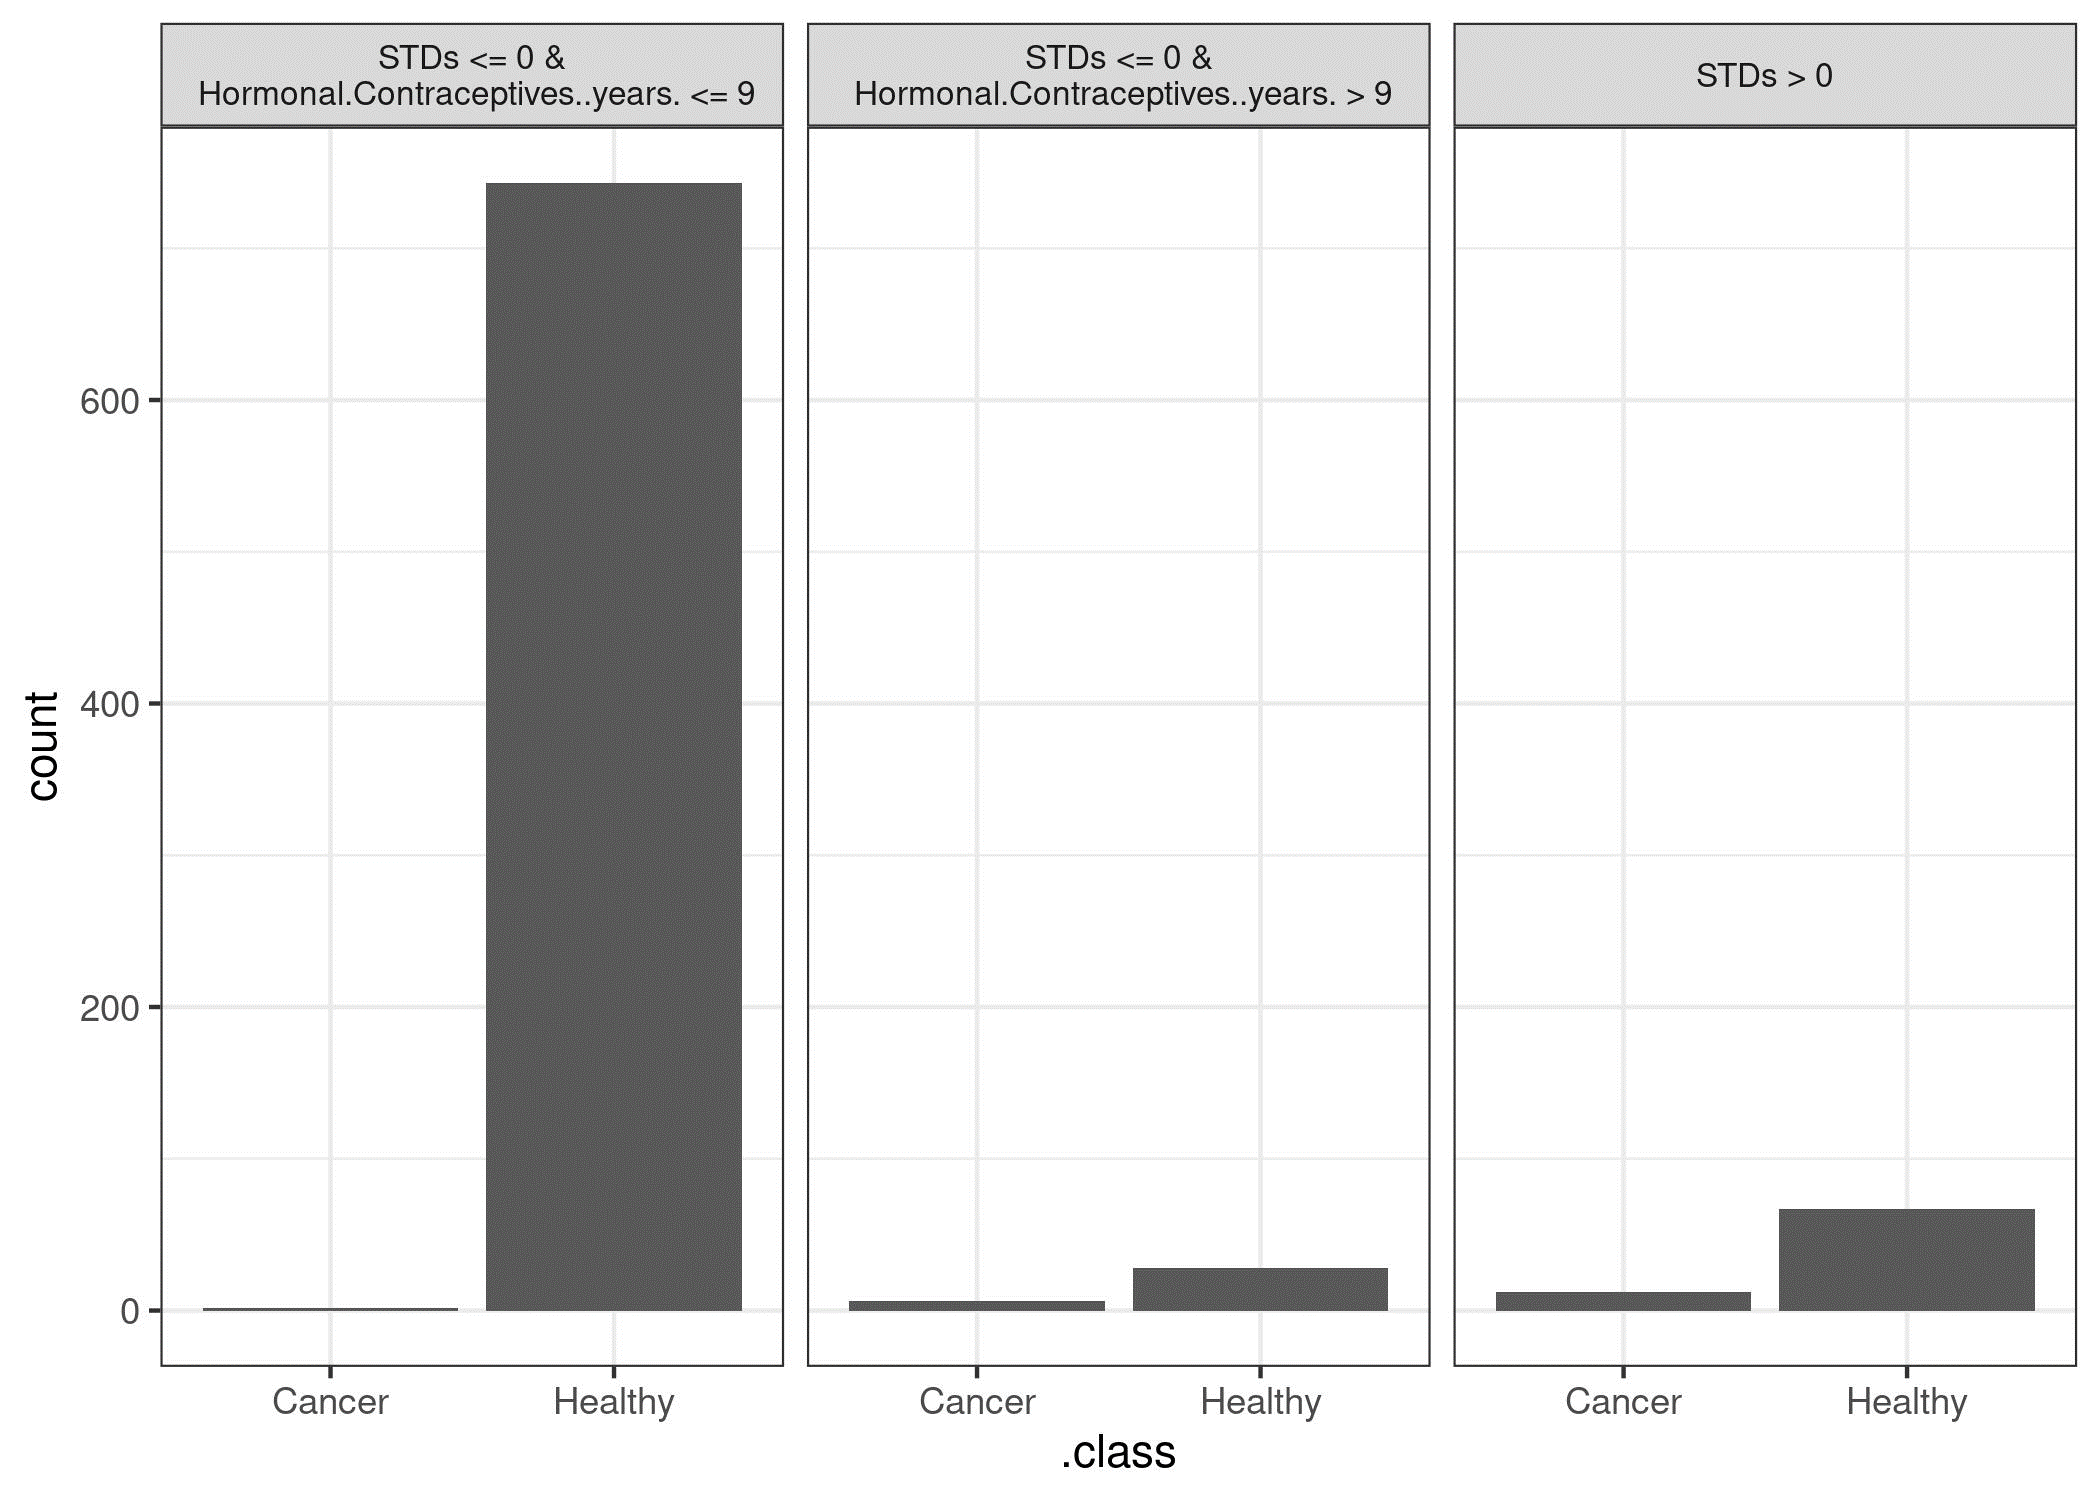 STDs <= 0 &
Hormonal.Contraceptives..years. <= 9
STDs <= 0 &
Hormonal.Contraceptives..years. > 9
STDs > 0
count
600
400
200
0
Cancer
Healthy
Cancer
Healthy
Cancer
Healthy
.class